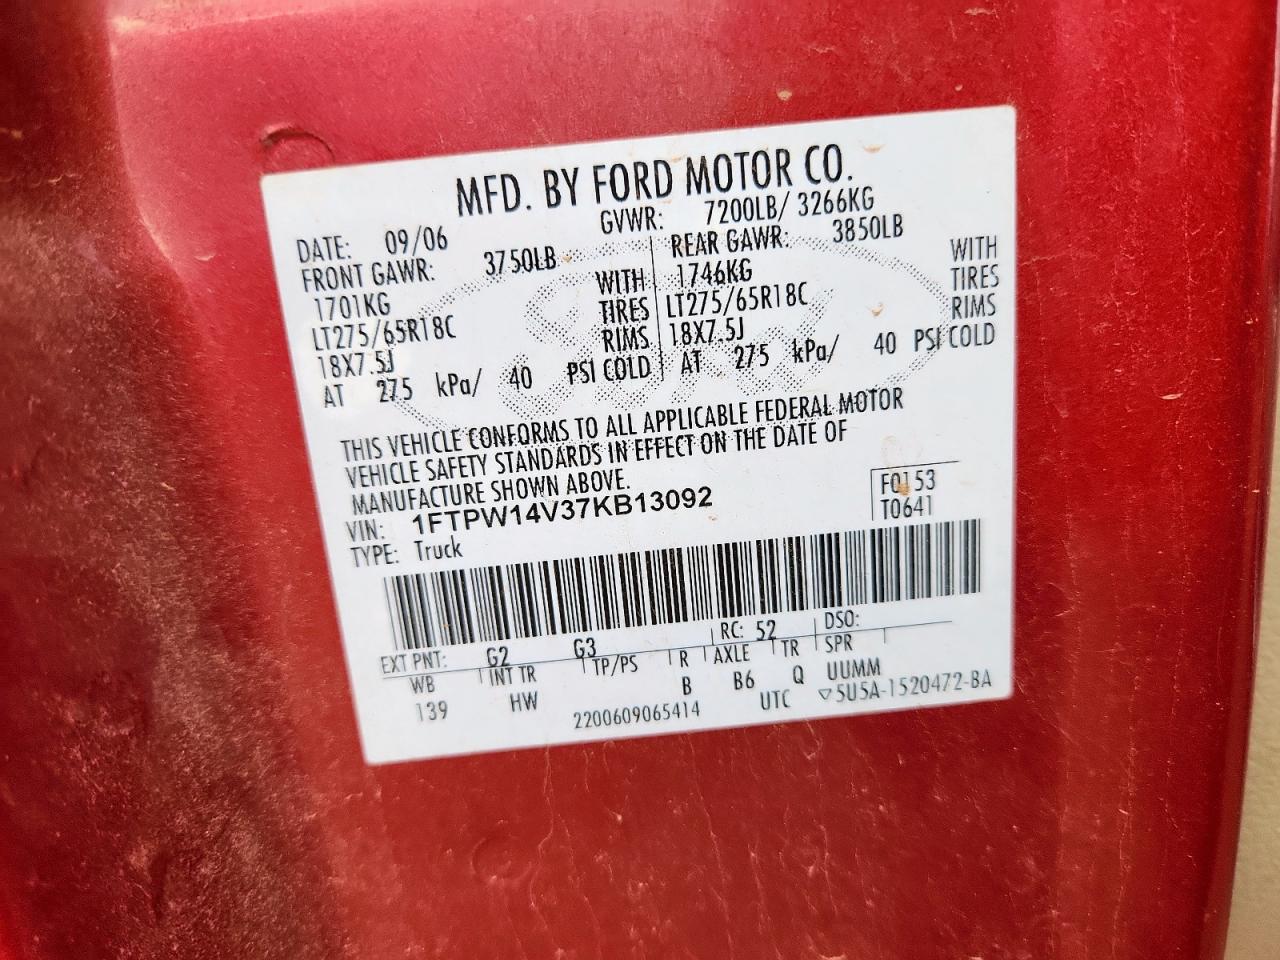 MFD. BY FORD MOTOR CO.
DATE: 09/06 GVWR: 7200LB/ 3266KG
FRONT GAWR: 3750LB REAR GAWR: 3850LB
1701KG WITH 1746KG WITH
LT275/65R18C TIRES LT275/65R18C TIRES
18X7.5J RIMS 18X7.5J RIMS
AT 275 kPa/ 40 PSI COLD AT 275 kPa/ 40 PSI COLD
THIS VEHICLE CONFORMS TO ALL APPLICABLE FEDERAL MOTOR
VEHICLE SAFETY STANDARDS IN EFFECT ON THE DATE OF
MANUFACTURE SHOWN ABOVE.
VIN: 1FTPW14V37KB13092 F0153
TYPE: Truck T0641
EXT PNT: G2 G3 RC: 52 DSO:
WB INT TR TP/PS R AXLE TR SPR
139 HW B B6 Q UUMM
2200609065414 UTC ▽5U5A-1520472-BA